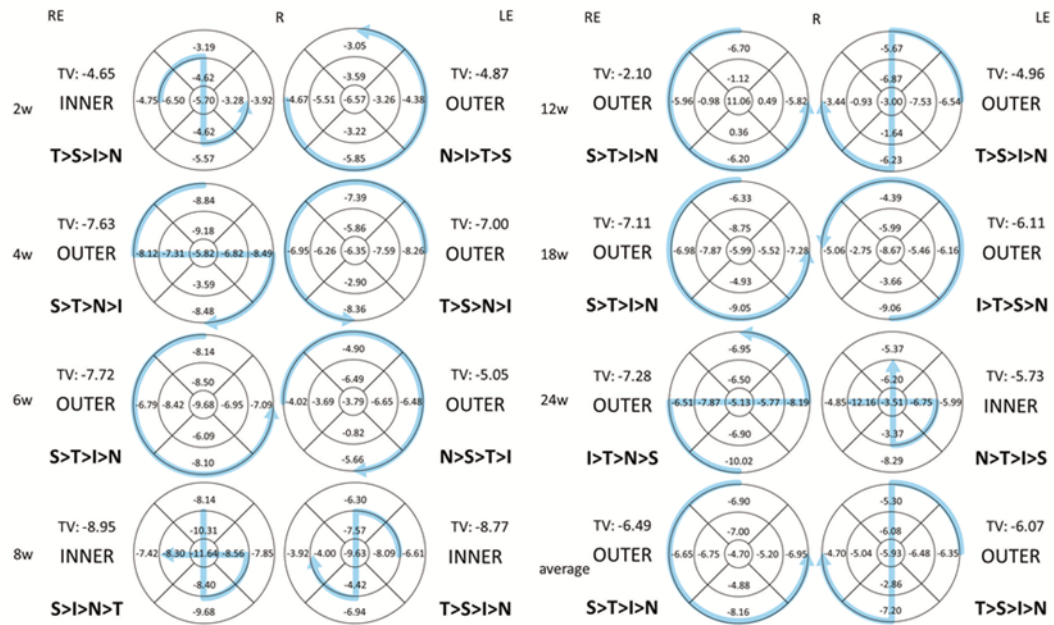 RE R LE
2w
TV: -4.65
INNER
T>S>I>N
-3.19
-4.62
-4.75 -6.50 -5.70 -3.28 -3.92
-4.62
-5.57
-3.05
-3.59
-4.67 -5.51 -6.57 -3.26 -4.38
-3.22
-5.85
TV: -4.87
OUTER
N>I>T>S
4w
TV: -7.63
OUTER
S>T>N>I
-8.84
-9.18
-8.12 -7.31 -5.82 -6.82 -8.49
-3.59
-8.48
-7.39
-5.86
-6.95 -6.26 -6.35 -7.59 -8.26
-2.90
-8.36
TV: -7.00
OUTER
T>S>N>I
6w
TV: -7.72
OUTER
S>T>I>N
-8.14
-8.50
-6.79 -8.42 -9.68 -6.95 -7.09
-6.09
-8.10
-4.90
-6.49
-4.02 -3.69 -3.79 -6.65 -6.48
-0.82
-5.66
TV: -5.05
OUTER
N>S>T>I
8w
TV: -8.95
INNER
S>I>N>T
-8.14
-10.31
-7.42 -8.30 -11.64 -8.56 -7.85
-8.40
-9.68
-6.30
-7.57
-3.92 -4.00 -9.63 -8.09 -6.61
-4.42
-6.94
TV: -8.77
INNER
T>S>I>N
RE R LE
12w
TV: -2.10
OUTER
S>T>I>N
-6.70
-1.12
-5.96 -0.98 11.06 0.49 -5.82
0.36
-6.20
-5.67
-6.87
-3.44 -0.93 -3.00 -7.53 -6.54
-1.64
-6.23
TV: -4.96
OUTER
T>S>I>N
18w
TV: -7.11
OUTER
S>T>I>N
-6.33
-8.75
-6.98 -7.87 -5.99 -5.52 -7.28
-4.93
-9.05
-4.39
-5.99
-5.06 -2.75 -8.67 -5.46 -6.16
-3.66
-9.06
TV: -6.11
OUTER
I>T>S>N
24w
TV: -7.28
OUTER
I>T>N>S
-6.95
-6.50
-6.51 -7.87 -5.13 -5.77 -8.19
-6.90
-10.02
-5.37
-6.20
-4.85 -12.16 -3.51 -6.75 -5.99
-3.37
-8.29
TV: -5.73
INNER
N>T>I>S
average
TV: -6.49
OUTER
S>T>I>N
-6.90
-7.00
-6.65 -6.75 -4.70 -5.20 -6.95
-4.88
-8.16
-5.30
-6.08
-4.70 -5.04 -5.93 -6.48 -6.35
-2.86
-7.20
TV: -6.07
OUTER
T>S>I>N